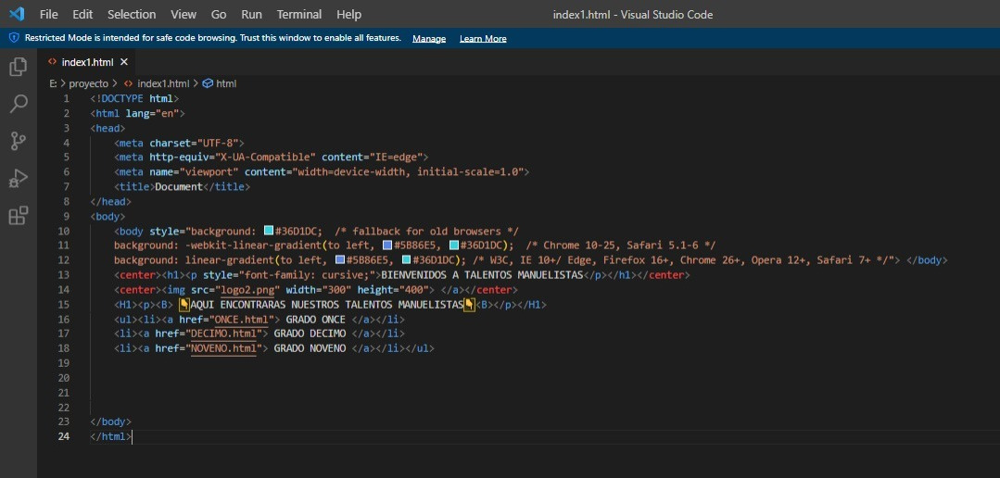 File Edit Selection View Go Run Terminal Help index1.html - Visual Studio Code
Restricted Mode is intended for safe code browsing. Trust this window to enable all features. Manage Learn More
index1.html
E: > proyecto > index1.html > html
1 <!DOCTYPE html>
2 <html lang="en">
3 <head>
4 <meta charset="UTF-8">
5 <meta http-equiv="X-UA-Compatible" content="IE=edge">
6 <meta name="viewport" content="width=device-width, initial-scale=1.0">
7 <title>Document</title>
8 </head>
9 <body>
10 <body style="background: #36D1DC; /* fallback for old browsers */
11 background: -webkit-linear-gradient(to left, #5B86E5, #36D1DC); /* Chrome 10-25, Safari 5.1-6 */
12 background: linear-gradient(to left, #5B86E5, #36D1DC); /* W3C, IE 10+/ Edge, Firefox 16+, Chrome 26+, Opera 12+, Safari 7+ */"> </body>
13 <center><h1><p style="font-family: cursive;">BIENVENIDOS A TALENTOS MANUELISTAS</p></h1></center>
14 <center><img src="logo2.png" width="300" height="400"> </a></center>
15 <H1><p><B> 👇AQUI ENCONTRARAS NUESTROS TALENTOS MANUELISTAS👇<B></p></H1>
16 <ul><li><a href="ONCE.html"> GRADO ONCE </a></li>
17 <li><a href="DECIMO.html"> GRADO DECIMO </a></li>
18 <li><a href="NOVENO.html"> GRADO NOVENO </a></li></ul>
19
20
21
22
23 </body>
24 </html>